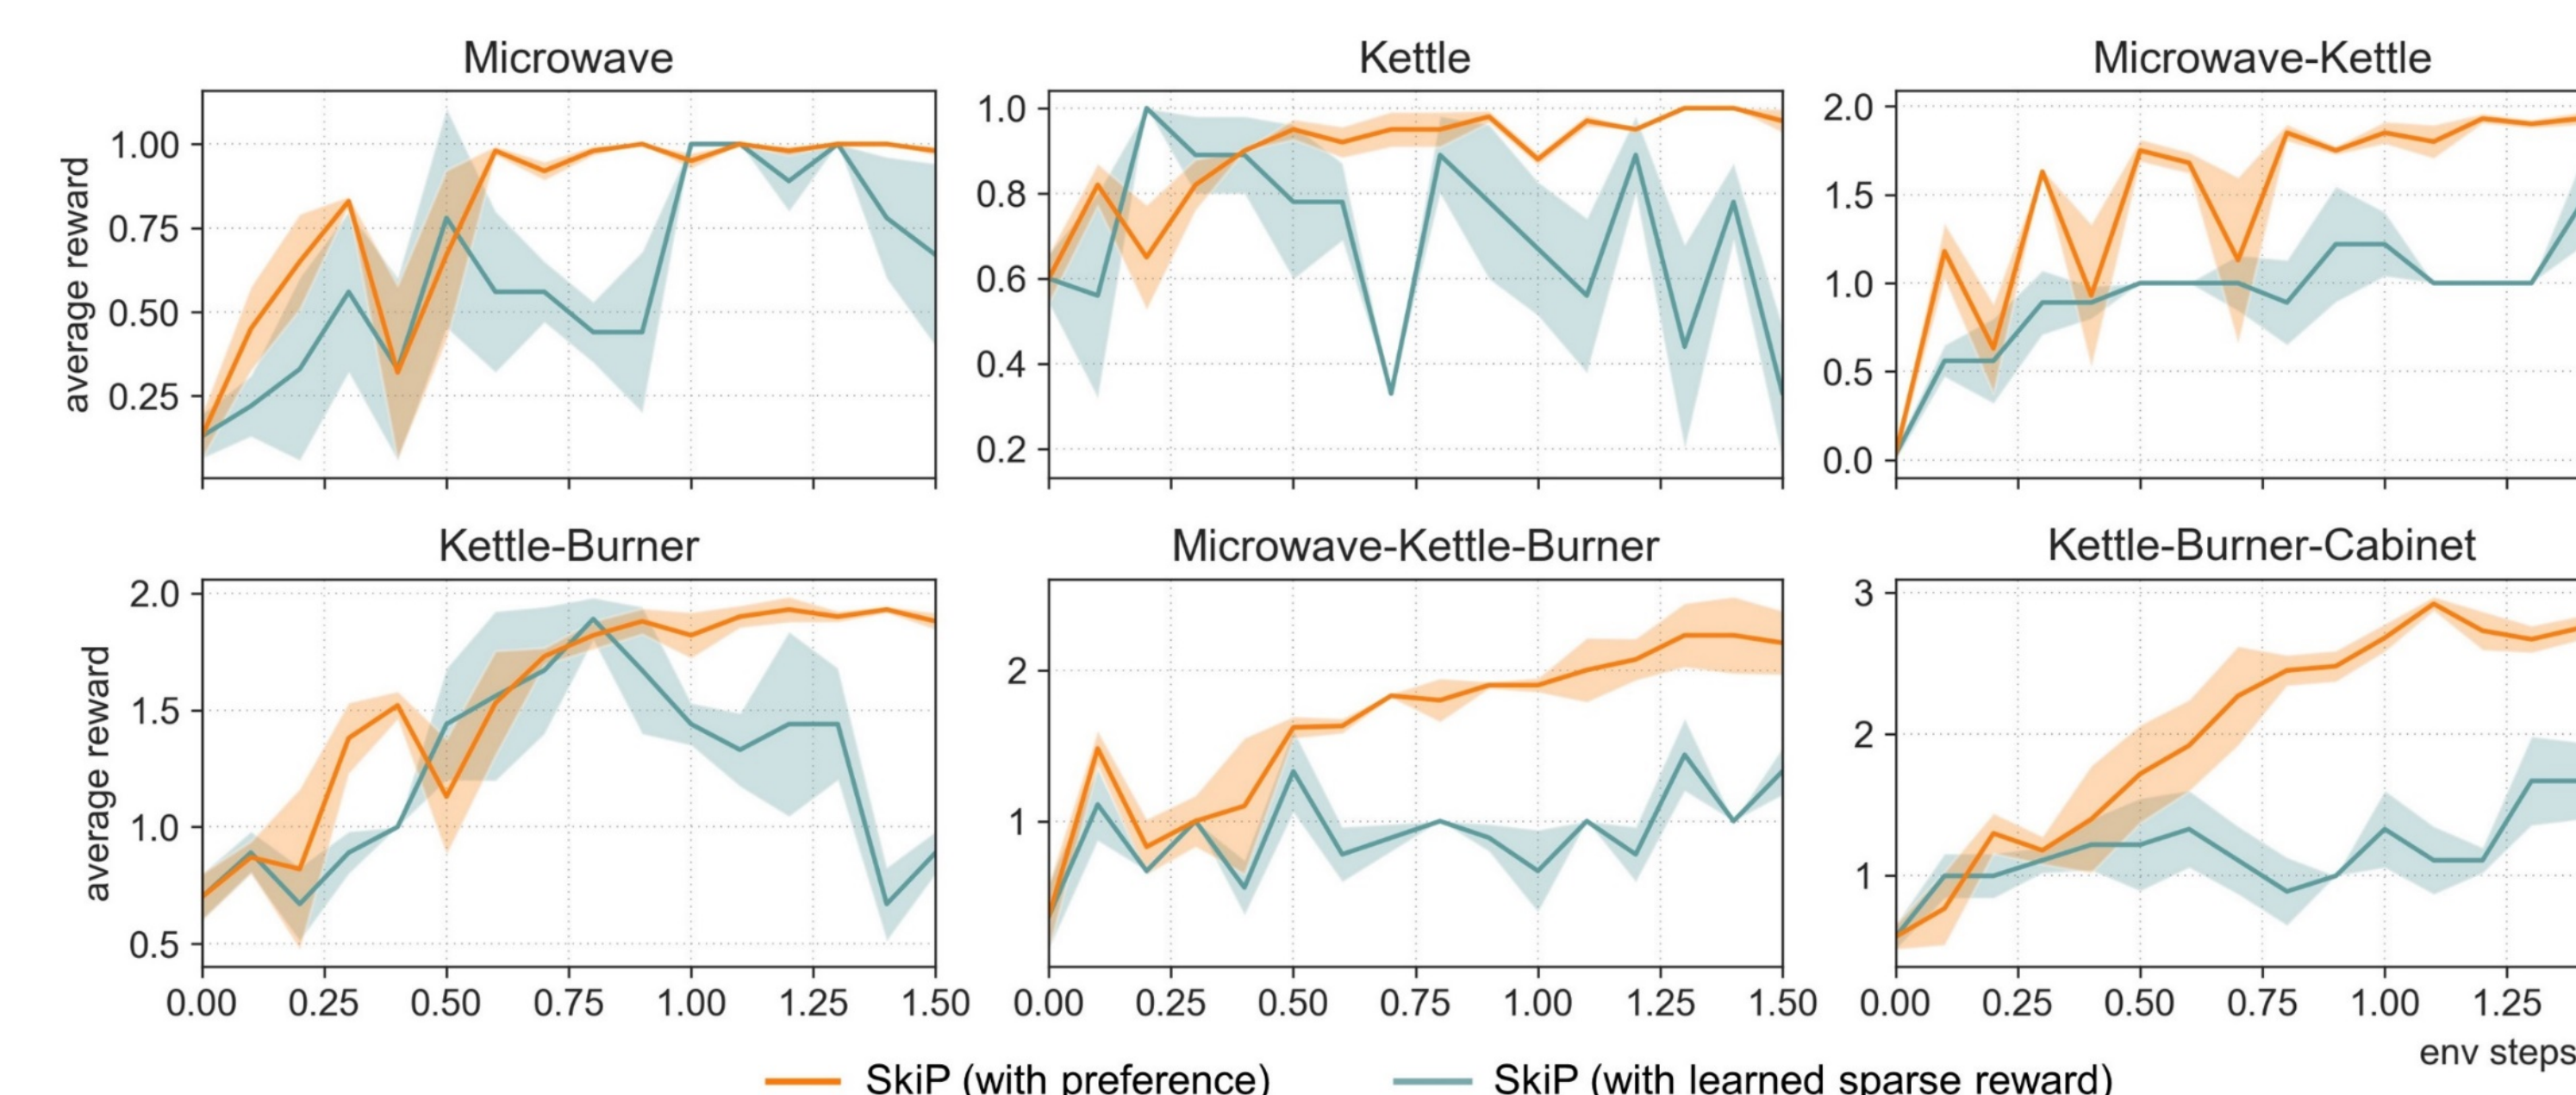 Microwave
Kettle
Microwave-Kettle
average reward
1.00
0.75
0.50
0.25
1.0
0.8
0.6
0.4
0.2
2.0
1.5
1.0
0.5
0.0
Kettle-Burner
Microwave-Kettle-Burner
Kettle-Burner-Cabinet
average reward
2.0
1.5
1.0
0.5
2
1
3
2
1
0.00 0.25 0.50 0.75 1.00 1.25 1.50
0.00 0.25 0.50 0.75 1.00 1.25 1.50
0.00 0.25 0.50 0.75 1.00 1.25
env steps
SkiP (with preference)
SkiP (with learned sparse reward)